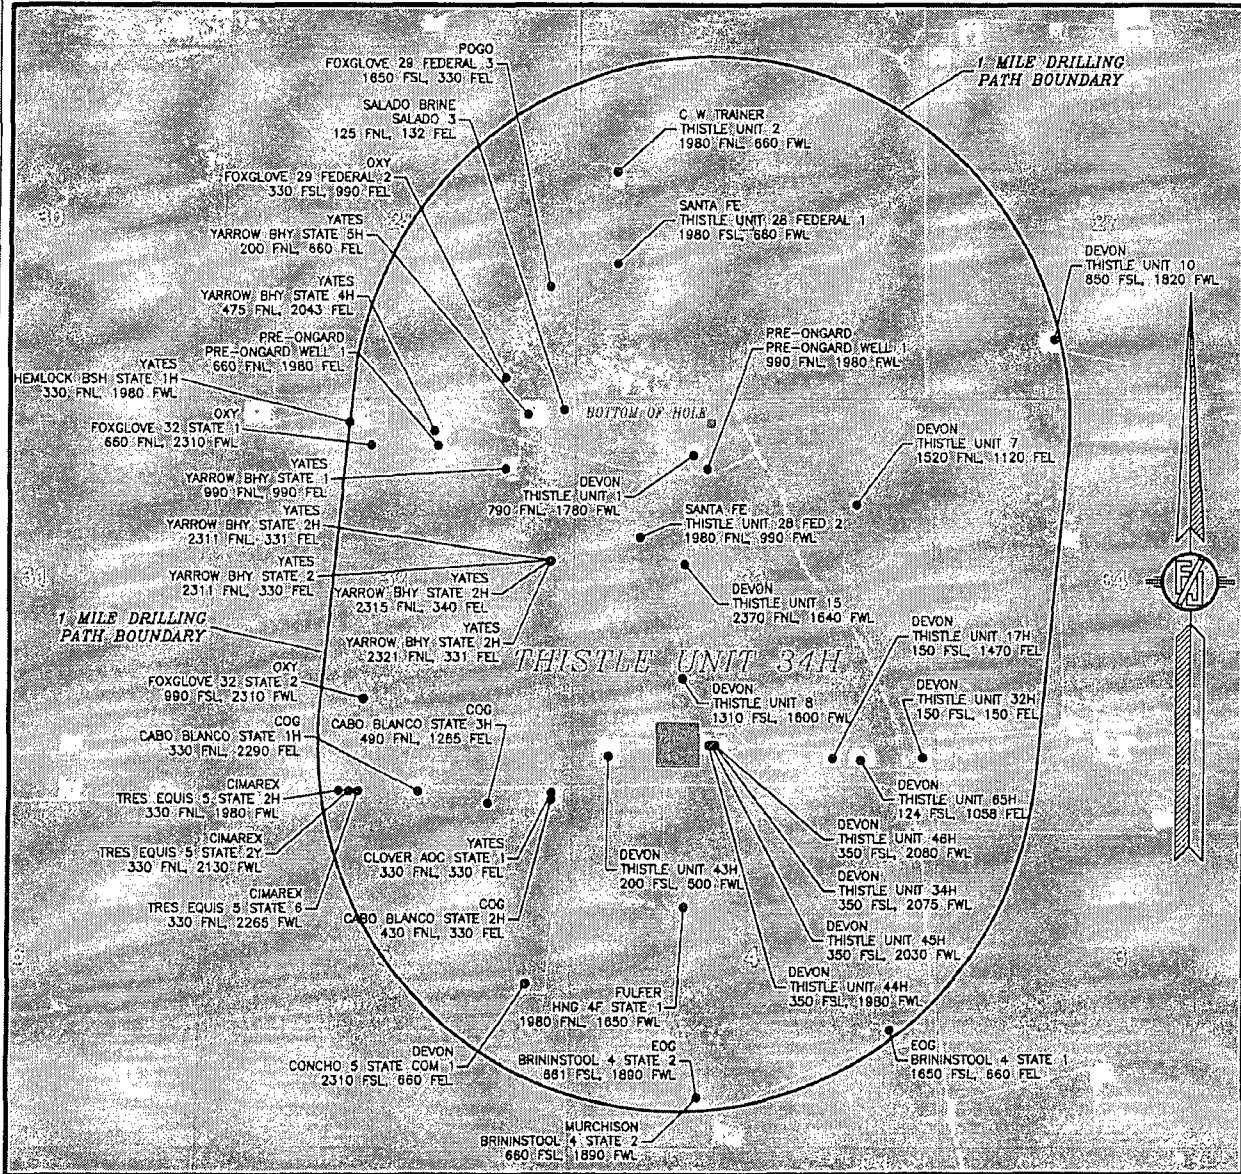 POGO
FOXGLOVE 29 FEDERAL 3
1650 FSL, 330 FEL
1 MILE DRILLING
PATH BOUNDARY
SALADO BRINE
SALADO 3
125 FNL, 132 FEL
C W TRAINER
THISTLE UNIT 2
1980 FNL, 660 FWL
OXY
FOXGLOVE 29 FEDERAL 2
330 FSL, 990 FEL
SANTA FE
THISTLE UNIT 28 FEDERAL 1
1980 FSL, 660 FWL
YATES
YARROW BHY STATE 5H
200 FNL, 660 FEL
DEVON
THISTLE UNIT 10
850 FSL, 1820 FWL
YATES
YARROW BHY STATE 4H
475 FNL, 2043 FEL
PRE-ONGARD
PRE-ONGARD WELL 1
660 FNL, 1980 FEL
PRE-ONGARD
PRE-ONGARD WELL 1
990 FNL, 1980 FWL
YATES
HEMLOCK BSH STATE 1H
330 FNL, 1980 FWL
BOTTOM OF HOLE
OXY
FOXGLOVE 32 STATE 1
660 FNL, 2310 FWL
DEVON
THISTLE UNIT 7
1520 FNL, 1120 FEL
YATES
YARROW BHY STATE 1
990 FNL, 990 FEL
DEVON
THISTLE UNIT 1
790 FNL, 1780 FWL
YATES
YARROW BHY STATE 2H
2311 FNL, 331 FEL
SANTA FE
THISTLE UNIT 28 FED 2
1980 FNL, 990 FWL
YATES
YARROW BHY STATE 2
2311 FNL, 330 FEL
YATES
YARROW BHY STATE 2H
2315 FNL, 340 FEL
DEVON
THISTLE UNIT 15
2370 FNL, 1640 FWL
1 MILE DRILLING
PATH BOUNDARY
YATES
YARROW BHY STATE 2H
2321 FNL, 331 FEL
DEVON
THISTLE UNIT 17H
150 FSL, 1470 FEL
THISTLE UNIT 34H
OXY
FOXGLOVE 32 STATE 2
990 FSL, 2310 FWL
DEVON
THISTLE UNIT 8
1310 FSL, 1600 FWL
DEVON
THISTLE UNIT 32H
150 FSL, 150 FEL
COG
CABO BLANCO STATE 3H
490 FNL, 1265 FEL
COG
CABO BLANCO STATE 1H
330 FNL, 2290 FEL
CIMAREX
TRES EQUIS 5 STATE 2H
330 FNL, 1980 FWL
DEVON
THISTLE UNIT 65H
124 FSL, 1058 FEL
CIMAREX
TRES EQUIS 5 STATE 2Y
330 FNL, 2130 FWL
YATES
CLOVER AOC STATE 1
330 FNL, 330 FEL
DEVON
THISTLE UNIT 43H
200 FSL, 500 FWL
DEVON
THISTLE UNIT 46H
350 FSL, 2080 FWL
CIMAREX
TRES EQUIS 5 STATE 6
330 FNL, 2265 FWL
COG
CABO BLANCO STATE 2H
430 FNL, 330 FEL
DEVON
THISTLE UNIT 34H
350 FSL, 2075 FWL
DEVON
THISTLE UNIT 45H
350 FSL, 2030 FWL
4
DEVON
THISTLE UNIT 44H
350 FSL, 1980 FWL
FULFER
HNG 4F STATE 1
1980 FNL, 1650 FWL
DEVON
CONCHO 5 STATE COM 1
2310 FSL, 660 FEL
EOG
BRININSTOOL 4 STATE 2
661 FSL, 1890 FWL
EOG
BRININSTOOL 4 STATE 1
1650 FSL, 660 FEL
MURCHISON
BRININSTOOL 4 STATE 2
660 FSL, 1890 FWL